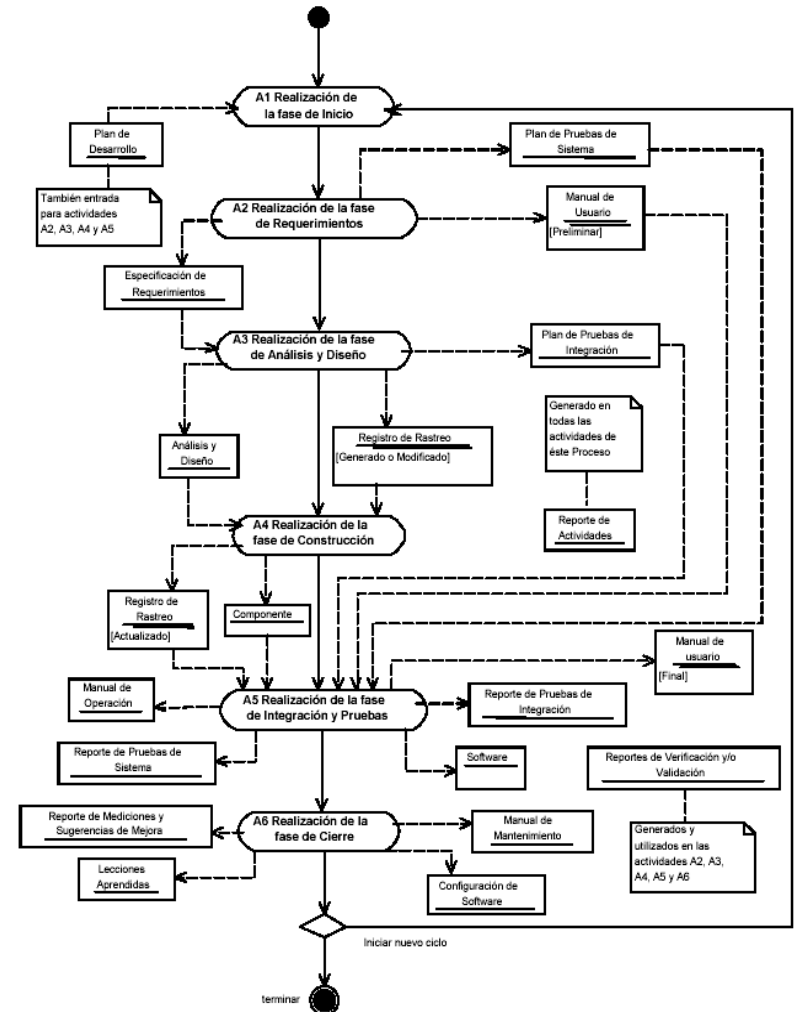 A1 Realización de
la fase de Inicio
Plan de
Desarrollo
También entrada
para actividades
A2, A3, A4 y A5
Plan de Pruebas de
Sistema
A2 Realización de la fase
de Requerimientos
Manual de
Usuario
[Preliminar]
Especificación de
Requerimientos
A3 Realización de la fase
de Análisis y Diseño
Plan de Pruebas de
Integración
Análisis y
Diseño
Registro de Rastreo
[Generado o Modificado]
Generado en
todas las
actividades de
éste Proceso
Reporte de
Actividades
A4 Realización de la
fase de Construcción
Registro de
Rastreo
[Actualizado]
Componente
Manual de
usuario
[Final]
Manual de
Operación
A5 Realización de la fase
de Integración y Pruebas
Reporte de Pruebas de
Integración
Reporte de Pruebas de
Sistema
Software
Reportes de Verificación y/o
Validación
Reporte de Mediciones y
Sugerencias de Mejora
A6 Realización de la
fase de Cierre
Manual de
Mantenimiento
Generados y
utilizados en las
actividades A2, A3,
A4, A5 y A6
Lecciones
Aprendidas
Configuración de
Software
Iniciar nuevo ciclo
terminar